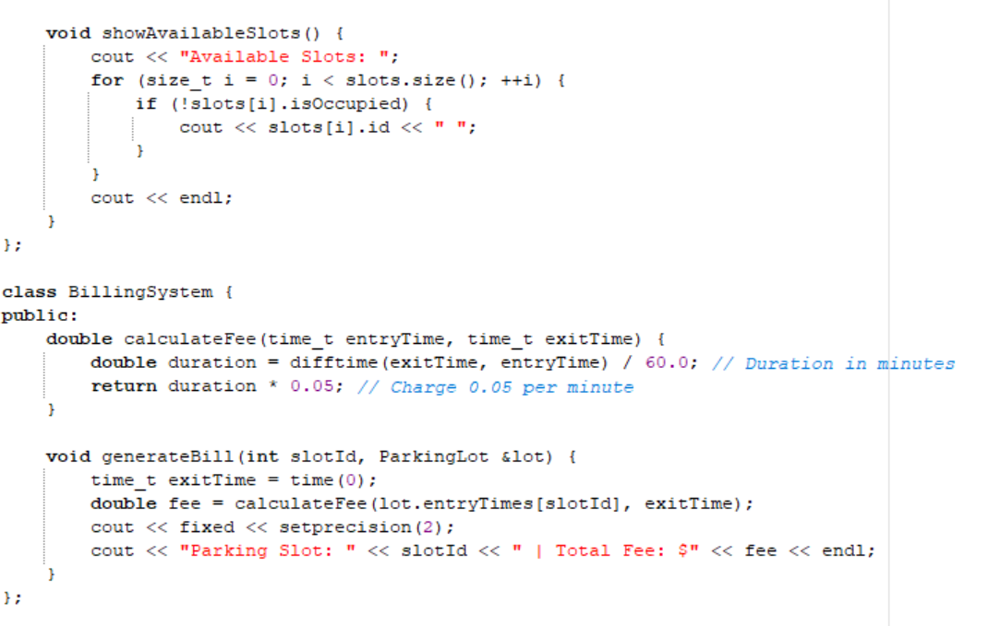 void showAvailableSlots() {
cout << "Available Slots: ";
for (size_t i = 0; i < slots.size(); ++i) {
if (!slots[i].isOccupied) {
cout << slots[i].id << " ";
}
}
cout << endl;
}
};
class BillingSystem {
public:
double calculateFee(time_t entryTime, time_t exitTime) {
double duration = difftime(exitTime, entryTime) / 60.0; // Duration in minutes
return duration * 0.05; // Charge 0.05 per minute
}
void generateBill(int slotId, ParkingLot &lot) {
time_t exitTime = time(0);
double fee = calculateFee(lot.entryTimes[slotId], exitTime);
cout << fixed << setprecision(2);
cout << "Parking Slot: " << slotId << " | Total Fee: $" << fee << endl;
}
};